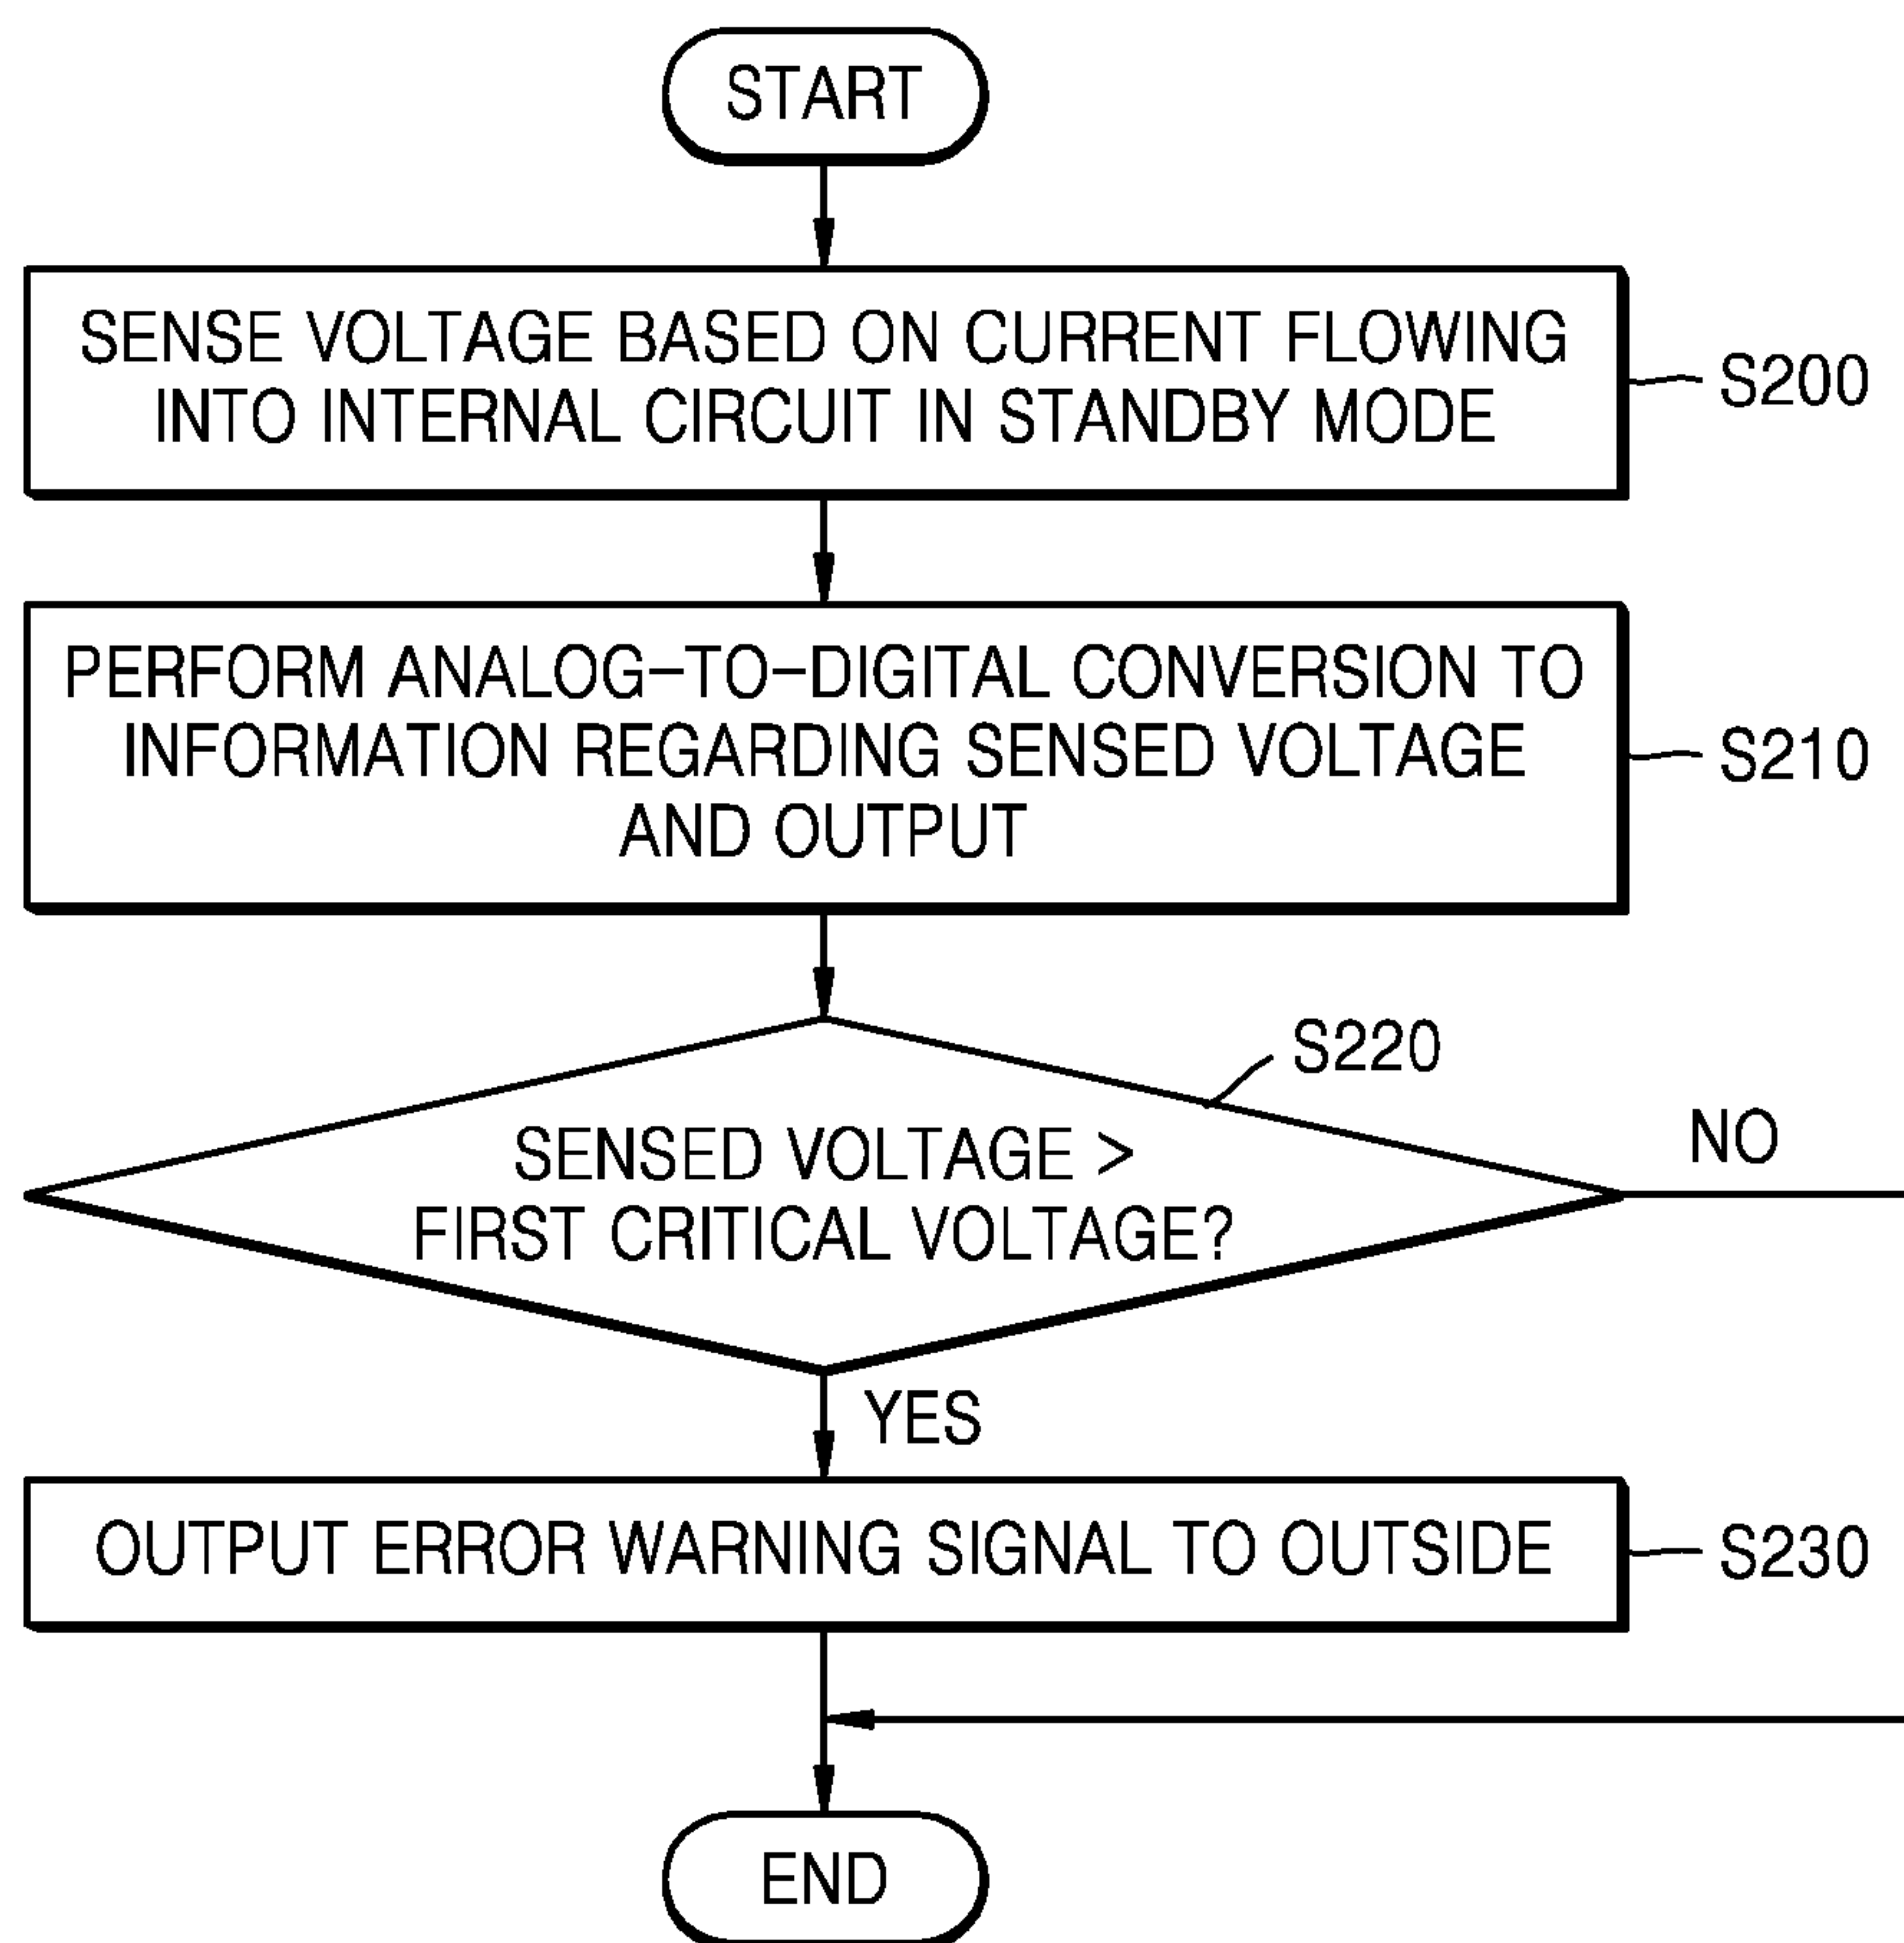 START
SENSE VOLTAGE BASED ON CURRENT FLOWING
INTO INTERNAL CIRCUIT IN STANDBY MODE
S200
PERFORM ANALOG-TO-DIGITAL CONVERSION TO
INFORMATION REGARDING SENSED VOLTAGE
AND OUTPUT
S210
S220
SENSED VOLTAGE >
FIRST CRITICAL VOLTAGE?
NO
YES
OUTPUT ERROR WARNING SIGNAL TO OUTSIDE
S230
END